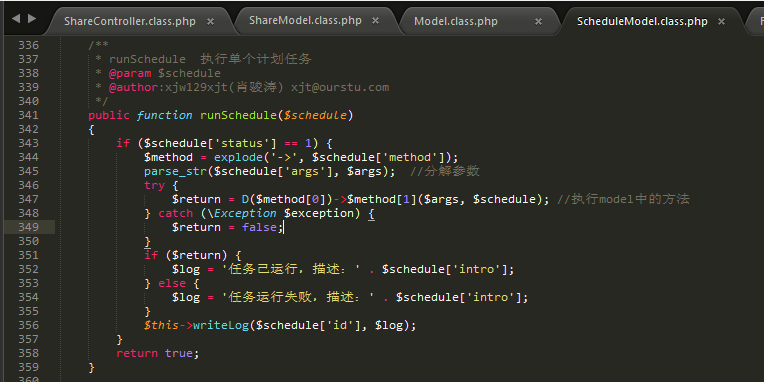 ShareController.class.php × ShareModel.class.php × Model.class.php × ScheduleModel.class.php × F
336 /**
337 * runSchedule 执行单个计划任务
338 * @param $schedule
339 * @author:xjw129xjt(肖骏涛) xjt@ourstu.com
340 */
341 public function runSchedule($schedule)
342 {
343 if ($schedule['status'] == 1) {
344 $method = explode('->', $schedule['method']);
345 parse_str($schedule['args'], $args); //分解参数
346 try {
347 $return = D($method[0])->$method[1]($args, $schedule); //执行model中的方法
348 } catch (\Exception $exception) {
349 $return = false;
350 }
351 if ($return) {
352 $log = '任务已运行，描述：' . $schedule['intro'];
353 } else {
354 $log = '任务运行失败，描述：' . $schedule['intro'];
355 }
356 $this->writeLog($schedule['id'], $log);
357 }
358 return true;
359 }
360